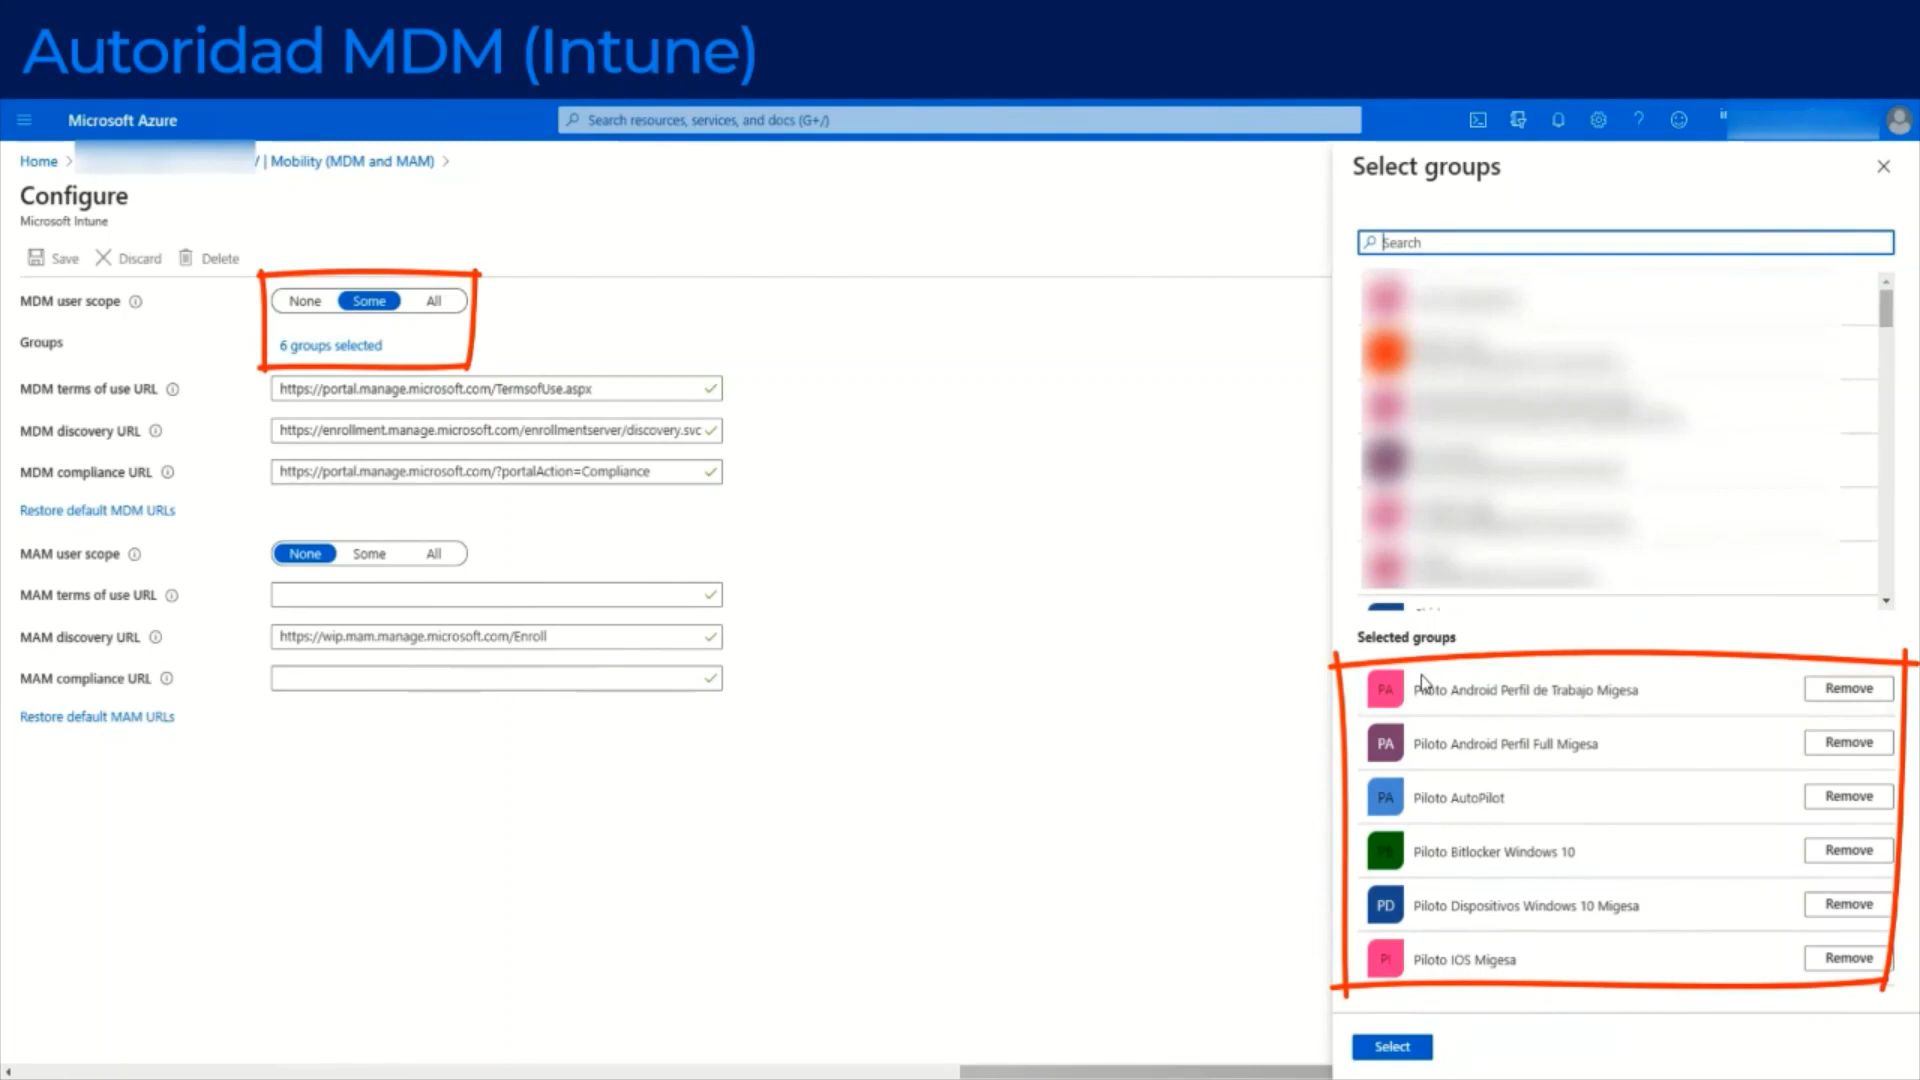 Autoridad MDM (Intune)
Microsoft Azure
Search resources, services, and docs (G+/)
Home > / | Mobility (MDM and MAM) >
Configure
Microsoft Intune
Save Discard Delete
MDM user scope None Some All
Groups 6 groups selected
MDM terms of use URL https://portal.manage.microsoft.com/TermsofUse.aspx
MDM discovery URL https://enrollment.manage.microsoft.com/enrollmentserver/discovery.svc
MDM compliance URL https://portal.manage.microsoft.com/?portalAction=Compliance
Restore default MDM URLs
MAM user scope None Some All
MAM terms of use URL
MAM discovery URL https://wip.mam.manage.microsoft.com/Enroll
MAM compliance URL
Restore default MAM URLs
Select groups
Search
Selected groups
PA Piloto Android Perfil de Trabajo Migesa Remove
PA Piloto Android Perfil Full Migesa Remove
PA Piloto AutoPilot Remove
PB Piloto Bitlocker Windows 10 Remove
PD Piloto Dispositivos Windows 10 Migesa Remove
PI Piloto IOS Migesa Remove
Select